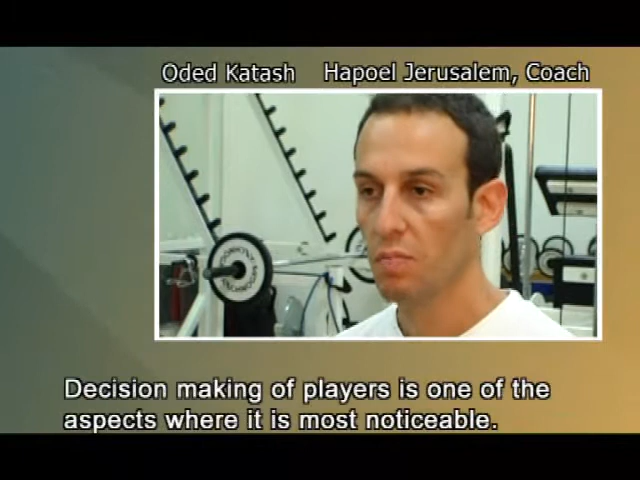 Oded Katash Hapoel Jerusalem, Coach
Decision making of players is one of the
aspects where it is most noticeable.